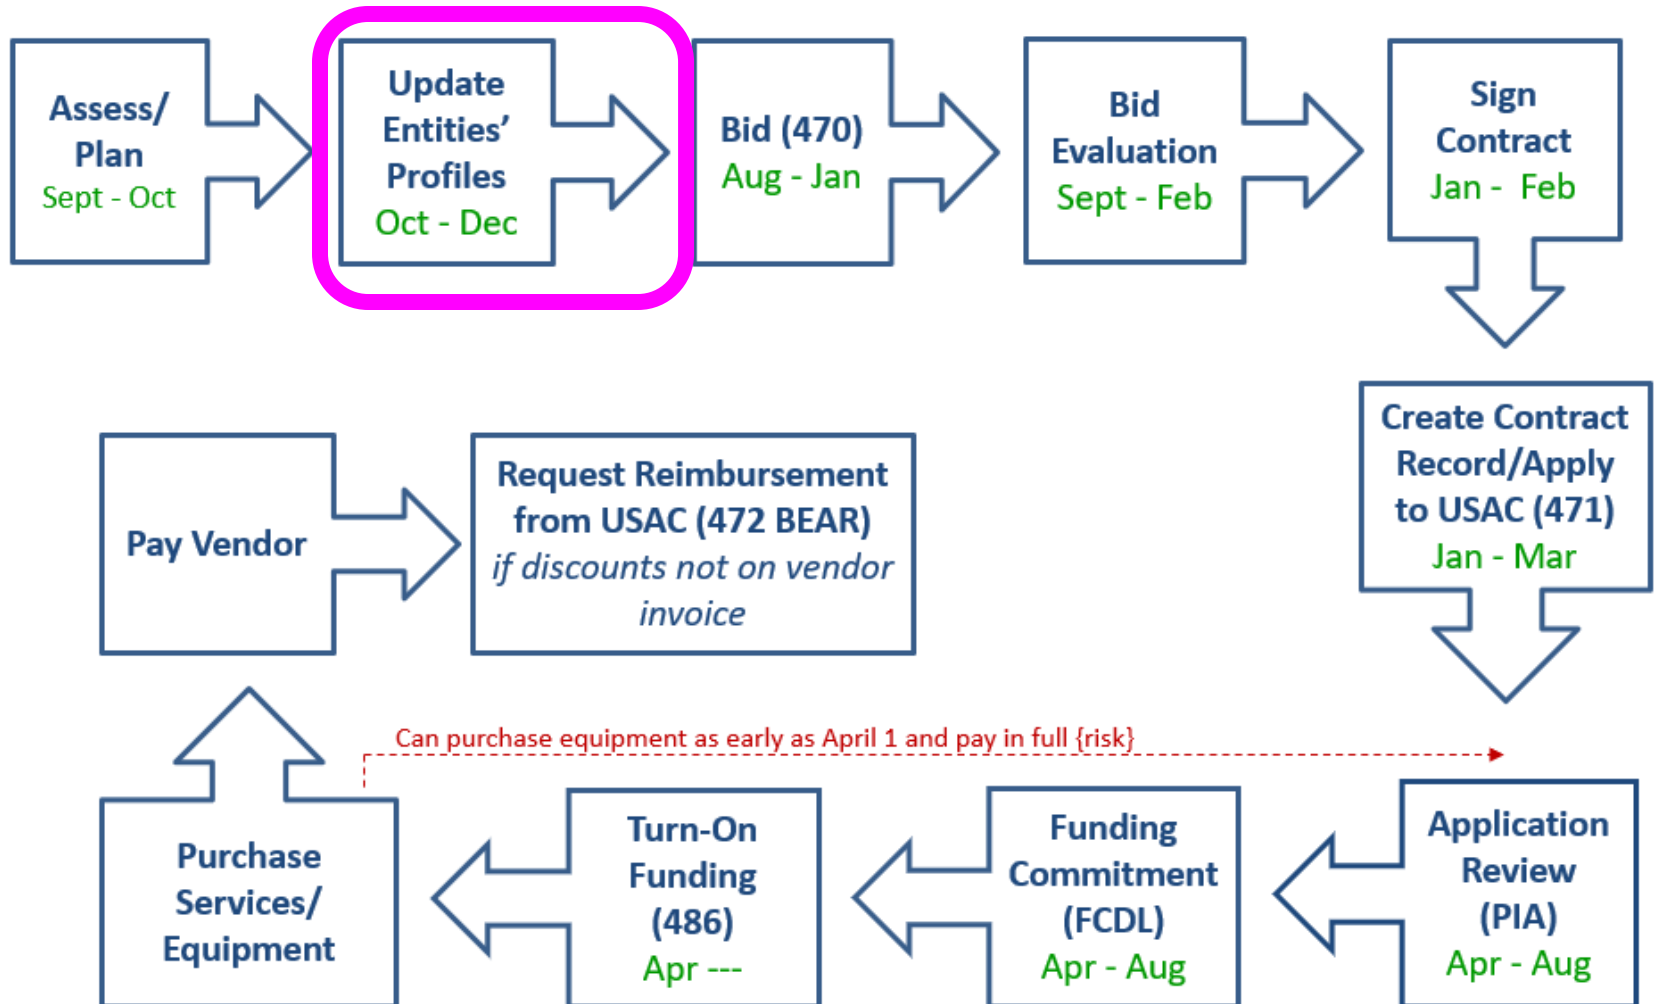 Assess/
Plan
Sept - Oct
Update
Entities’
Profiles
Oct - Dec
Bid (470)
Aug - Jan
Bid
Evaluation
Sept - Feb
Sign
Contract
Jan - Feb
Create Contract
Record/Apply
to USAC (471)
Jan - Mar
Application
Review
(PIA)
Apr - Aug
Funding
Commitment
(FCDL)
Apr - Aug
Turn-On
Funding
(486)
Apr ---
Can purchase equipment as early as April 1 and pay in full {risk}
Purchase
Services/
Equipment
Pay Vendor
Request Reimbursement
from USAC (472 BEAR)
if discounts not on vendor
invoice